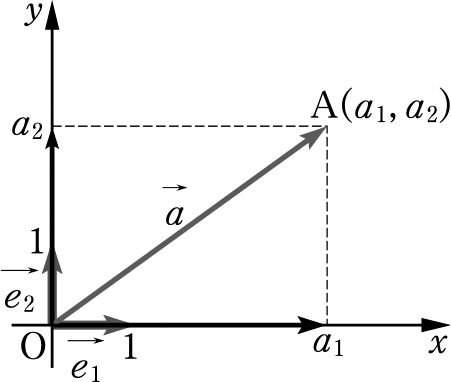 y
A(a₁, a₂)
a₂
→a
1
→e₂
O
→e₁
1
a₁
x